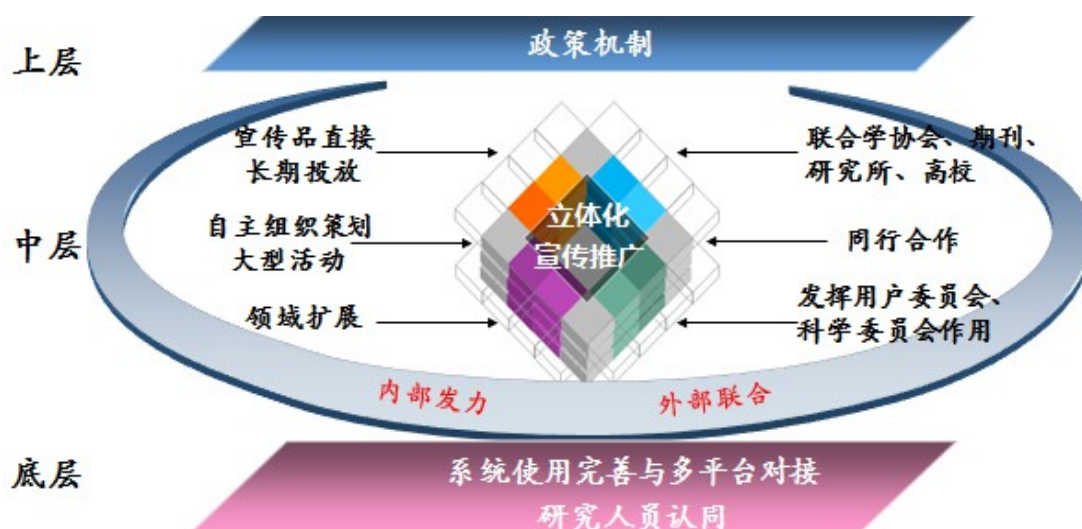 上层
政策机制
宣传品直接
长期投放
联合学协会、期刊、
研究所、高校
中层
自主组织策划
大型活动
立体化
宣传推广
同行合作
领域扩展
发挥用户委员会、
科学委员会作用
内部发力
外部联合
底层
系统使用完善与多平台对接
研究人员认同